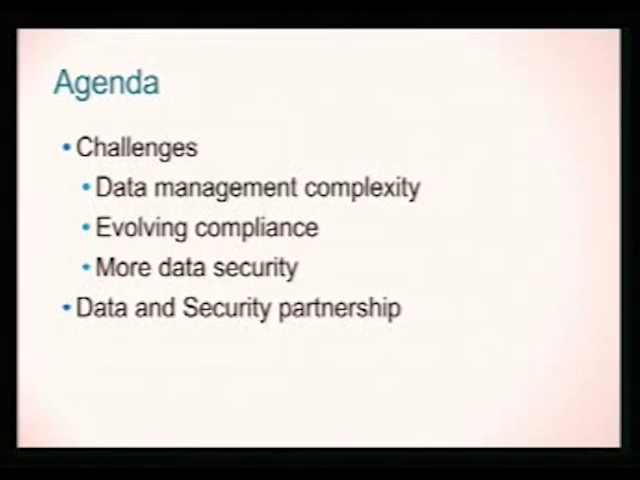 Agenda
• Challenges
• Data management complexity
• Evolving compliance
• More data security
• Data and Security partnership